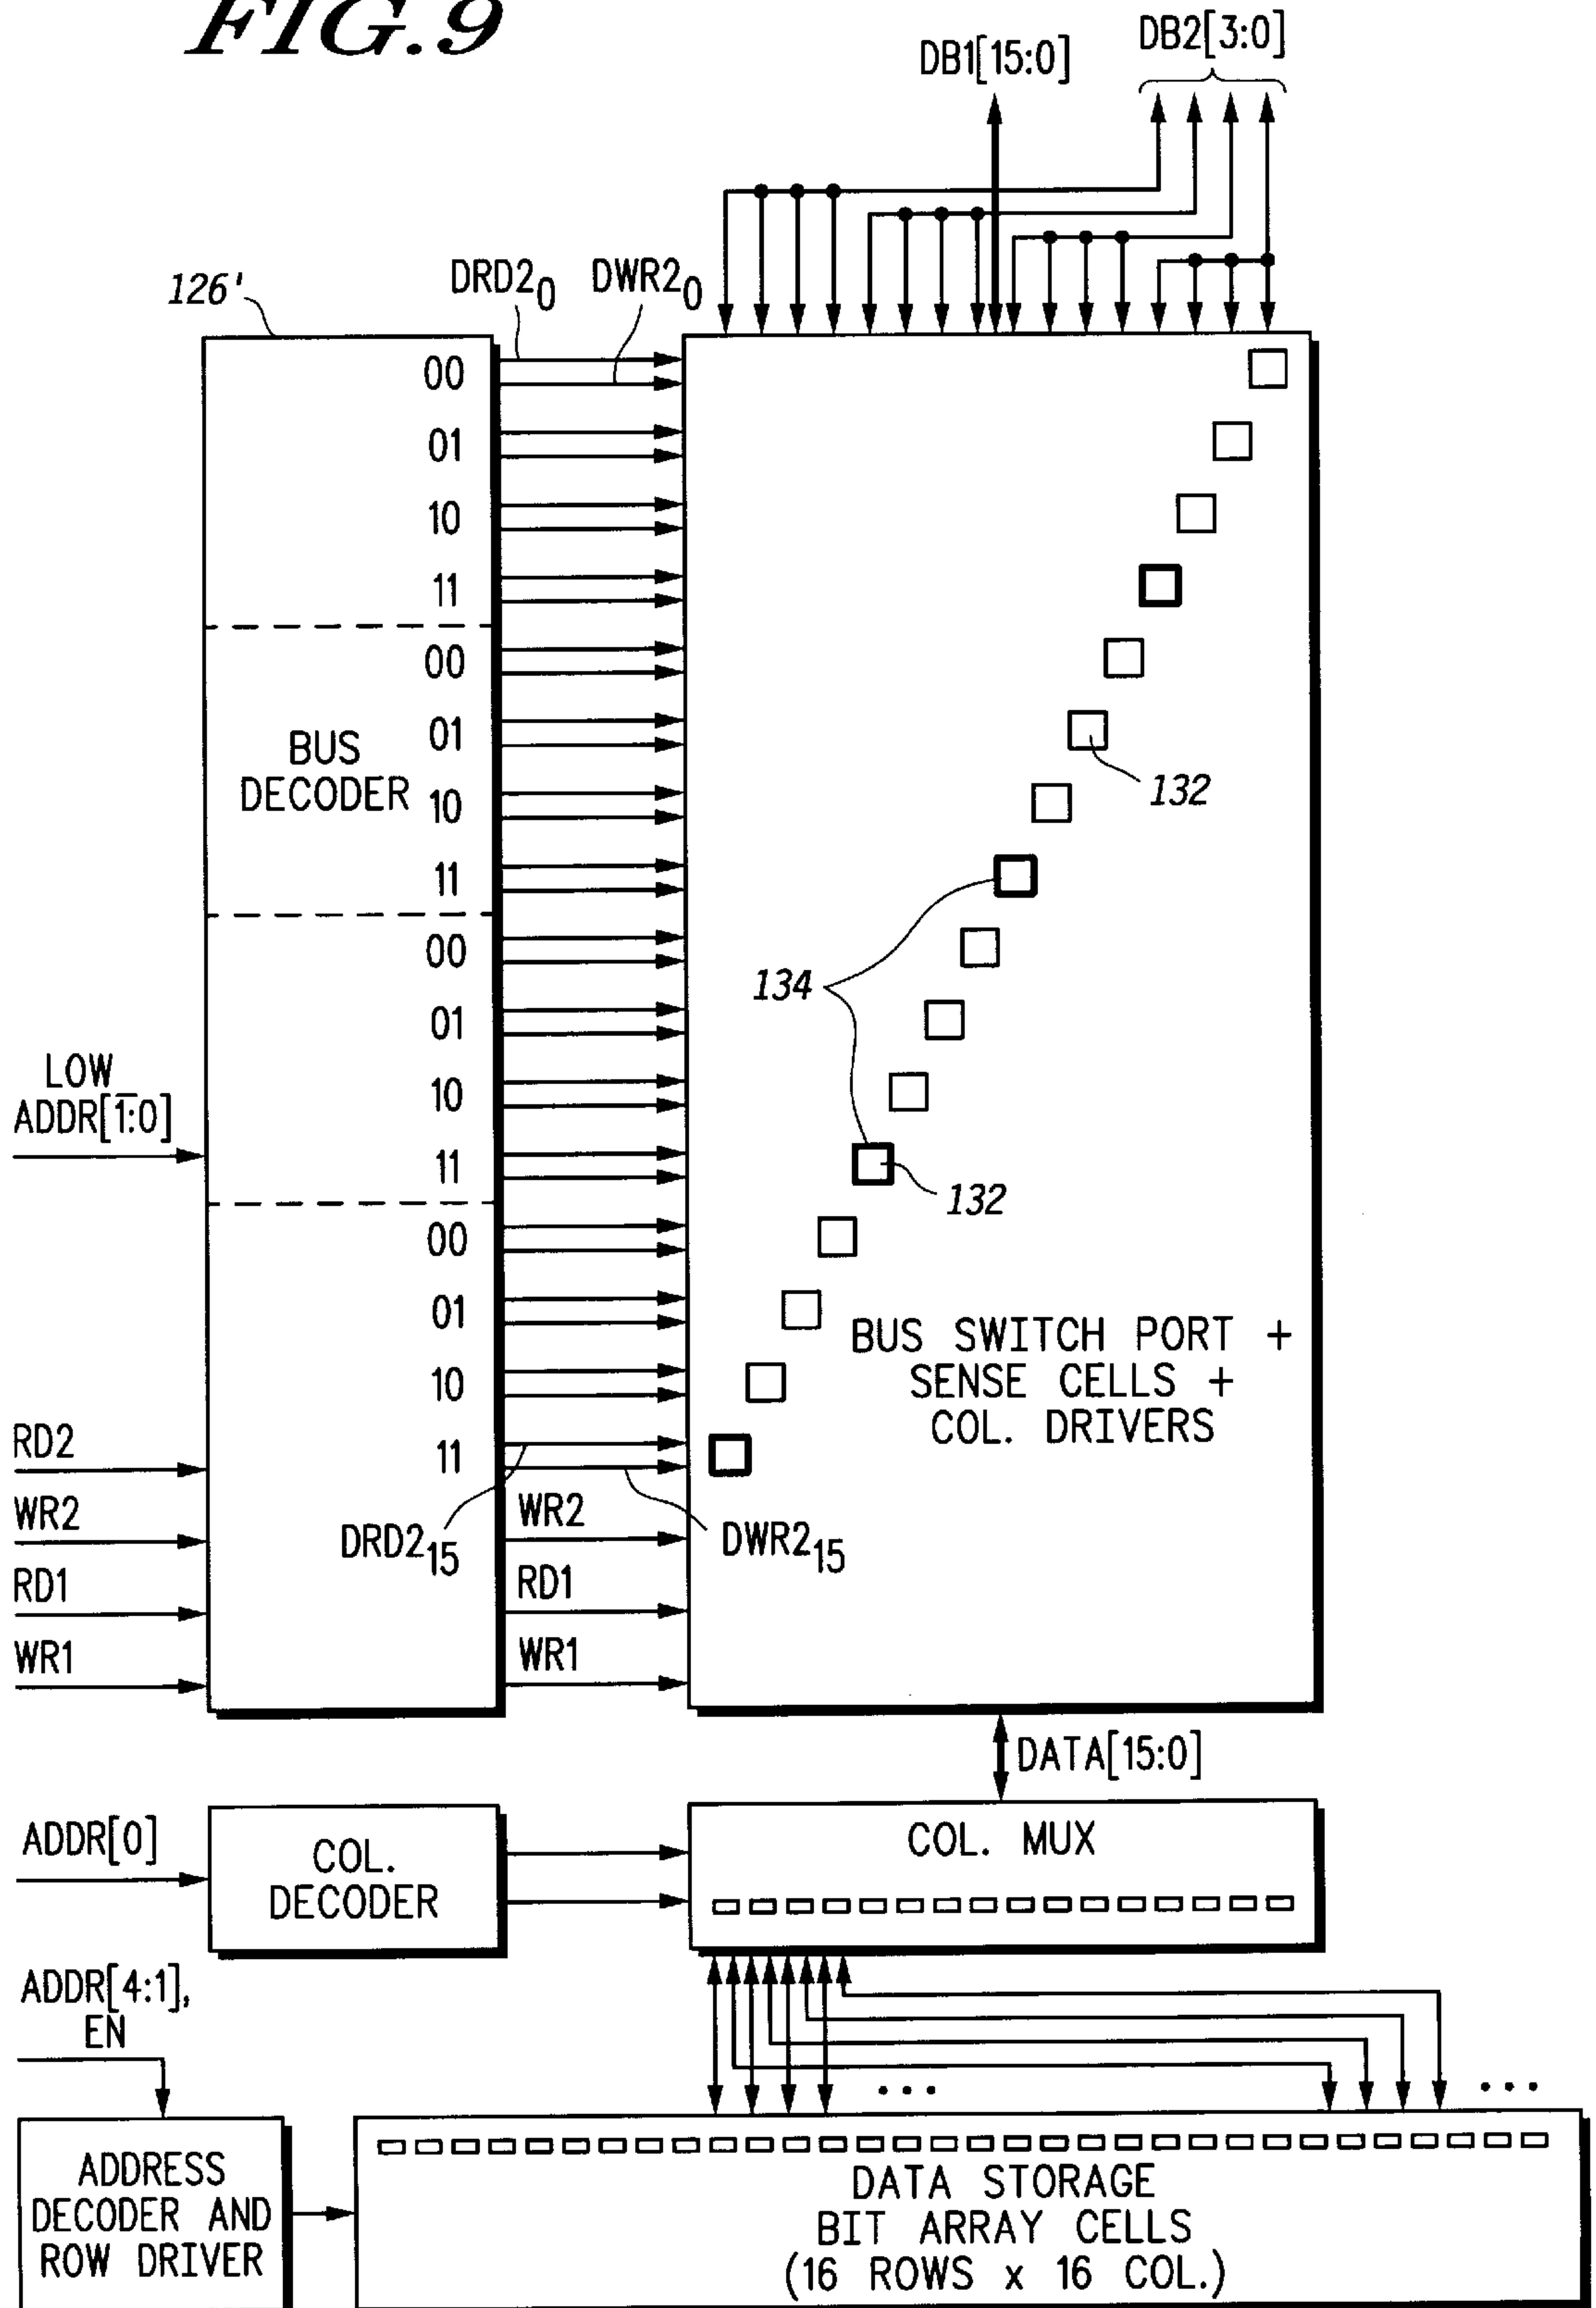 FIG.9
DB1[15:0]
DB2[3:0]
126'
DRD2₀
DWR2₀
00
01
10
11
00
01
10
11
00
01
10
11
00
01
10
11
BUS
DECODER
132
134
132
LOW
ADDR[1:0]
BUS SWITCH PORT +
SENSE CELLS +
COL. DRIVERS
RD2
WR2
RD1
WR1
DRD2₁₅
DWR2₁₅
WR2
RD1
WR1
DATA[15:0]
ADDR[0]
COL.
DECODER
COL. MUX
ADDR[4:1],
EN
...
...
ADDRESS
DECODER AND
ROW DRIVER
DATA STORAGE
BIT ARRAY CELLS
(16 ROWS x 16 COL.)